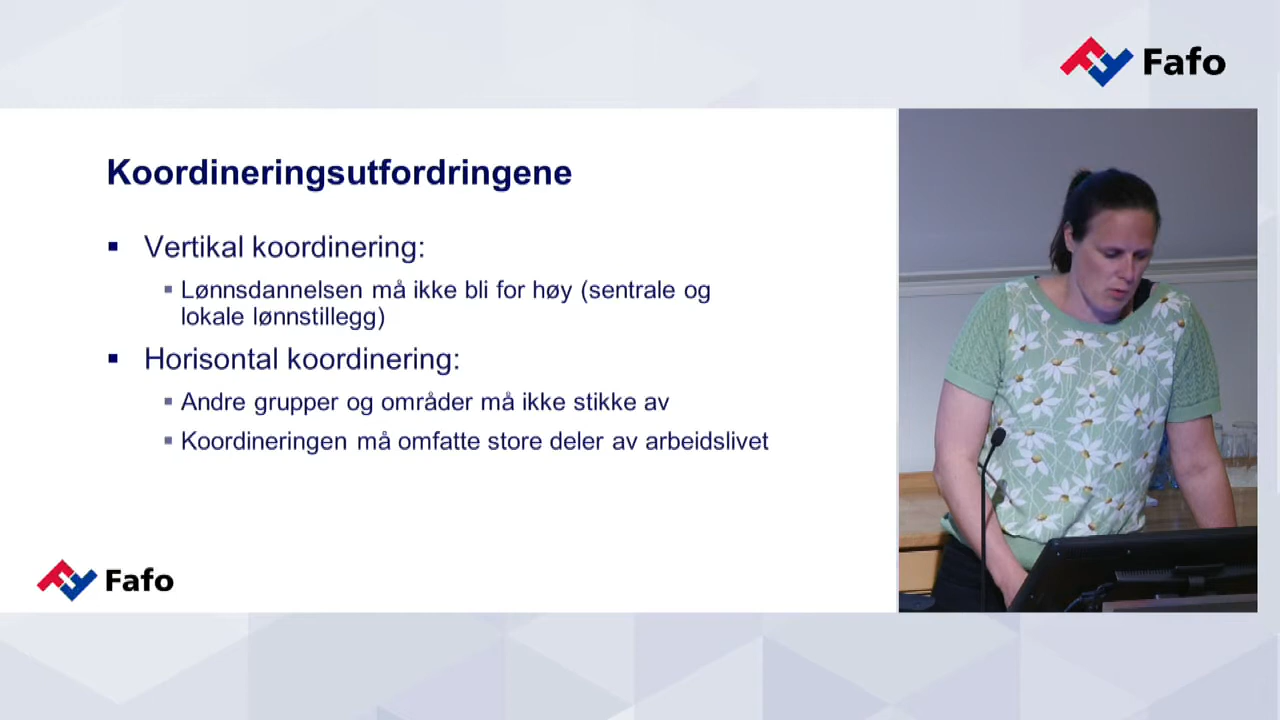 Fafo
Koordineringsutfordringene
▪ Vertikal koordinering:
▪ Lønnsdannelsen må ikke bli for høy (sentrale og
lokale lønnstillegg)
▪ Horisontal koordinering:
▪ Andre grupper og områder må ikke stikke av
▪ Koordineringen må omfatte store deler av arbeidslivet
Fafo